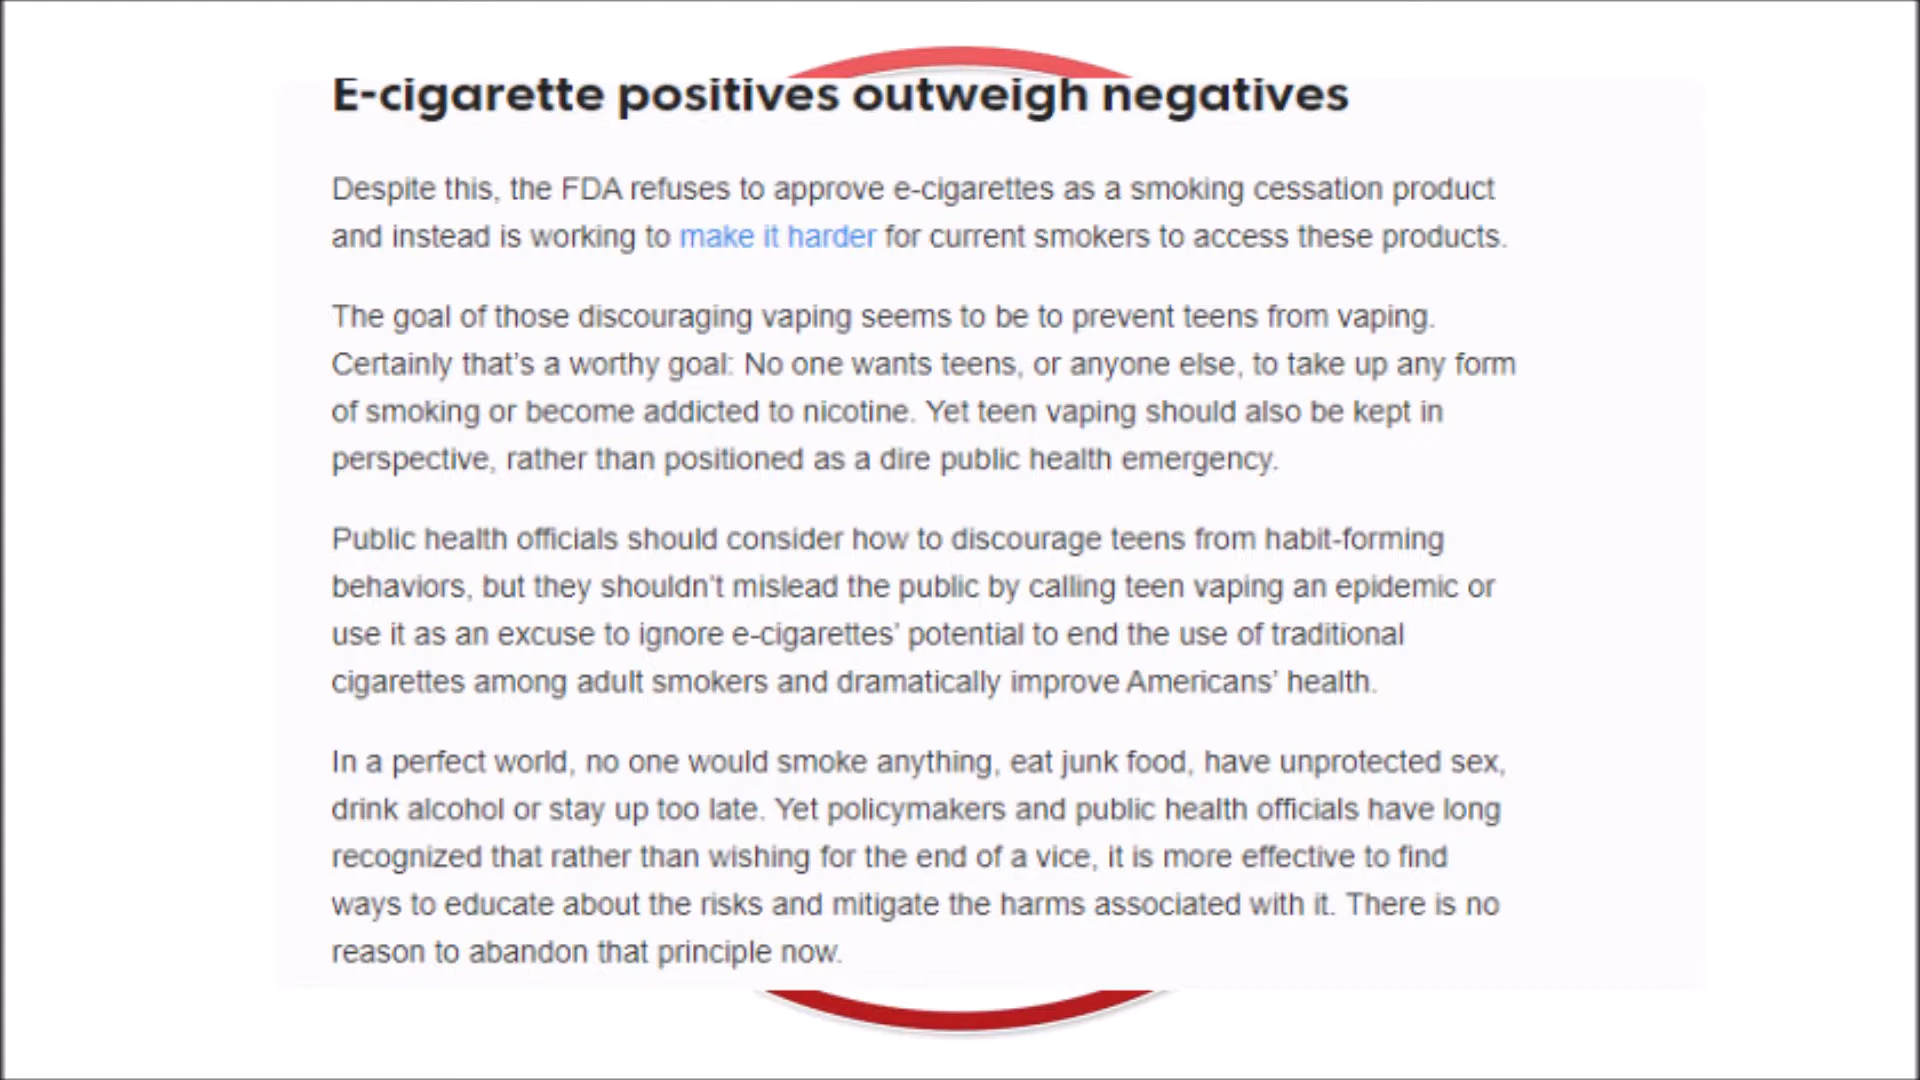 E-cigarette positives outweigh negatives
Despite this, the FDA refuses to approve e-cigarettes as a smoking cessation product
and instead is working to make it harder for current smokers to access these products.
The goal of those discouraging vaping seems to be to prevent teens from vaping.
Certainly that’s a worthy goal: No one wants teens, or anyone else, to take up any form
of smoking or become addicted to nicotine. Yet teen vaping should also be kept in
perspective, rather than positioned as a dire public health emergency.
Public health officials should consider how to discourage teens from habit-forming
behaviors, but they shouldn’t mislead the public by calling teen vaping an epidemic or
use it as an excuse to ignore e-cigarettes’ potential to end the use of traditional
cigarettes among adult smokers and dramatically improve Americans’ health.
In a perfect world, no one would smoke anything, eat junk food, have unprotected sex,
drink alcohol or stay up too late. Yet policymakers and public health officials have long
recognized that rather than wishing for the end of a vice, it is more effective to find
ways to educate about the risks and mitigate the harms associated with it. There is no
reason to abandon that principle now.